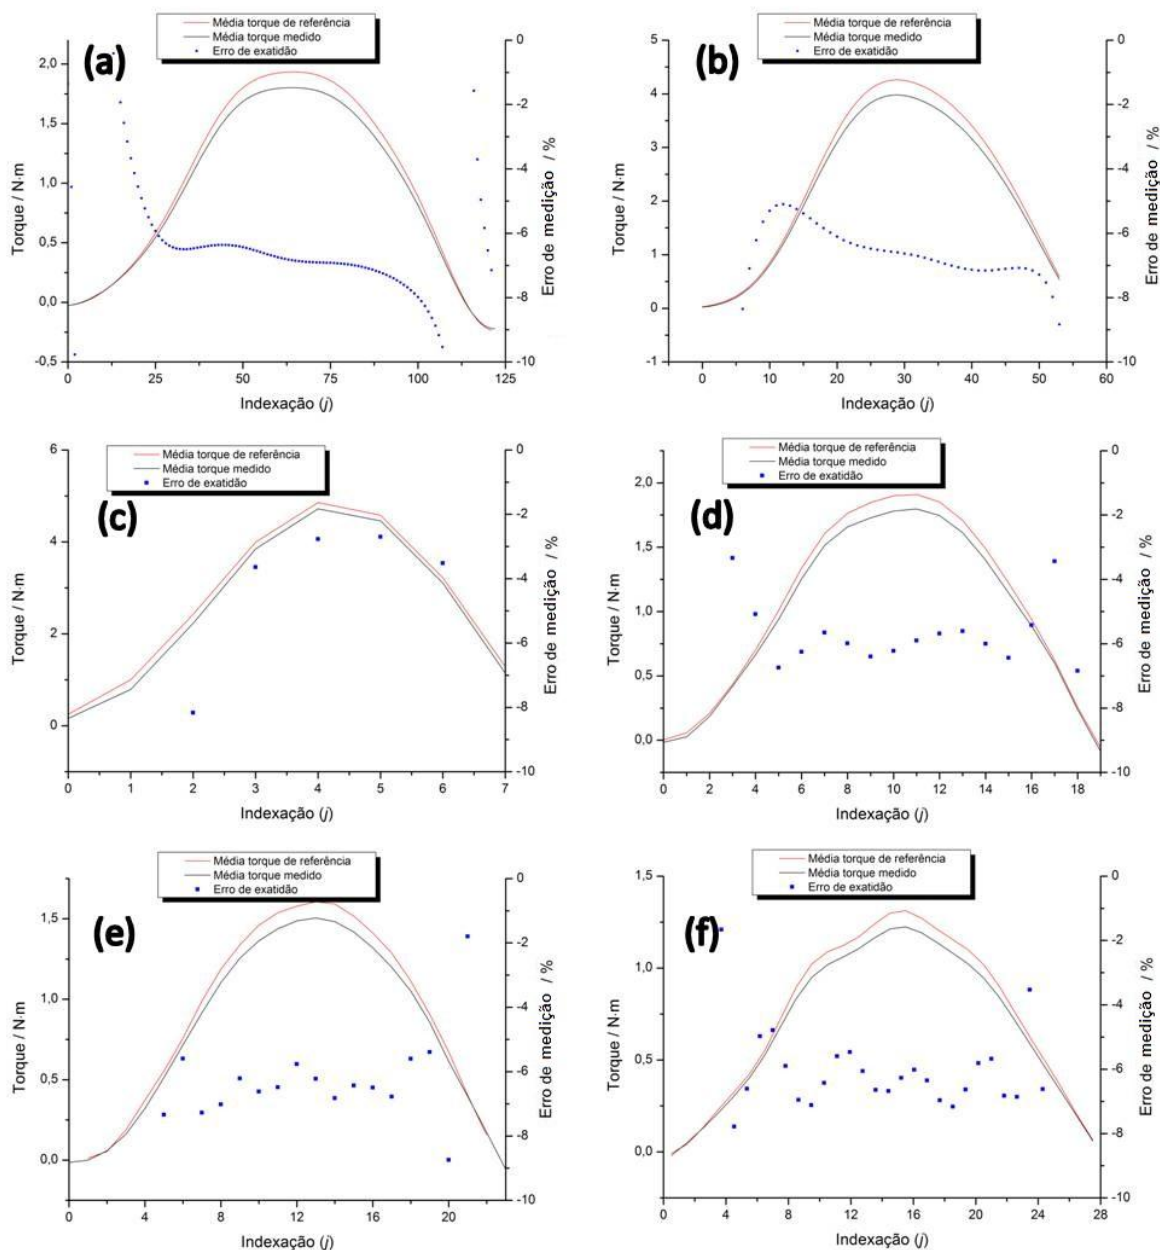 Média torque de referência
Média torque medido
Erro de exatidão
(a)
2,0
1,5
1,0
0,5
0,0
-0,5
Torque / N·m
0
-2
-4
-6
-8
-10
Erro de medição / %
0 25 50 75 100 125
Indexação (j)
Média torque de referência
Média torque medido
Erro de exatidão
(b)
5
4
3
2
1
0
-1
Torque / N·m
0
-2
-4
-6
-8
-10
Erro de medição / %
0 10 20 30 40 50 60
Indexação (j)
Média torque de referência
Média torque medido
Erro de exatidão
(c)
6
4
2
0
Torque / N·m
0
-2
-4
-6
-8
-10
Erro de medição / %
0 1 2 3 4 5 6 7
Indexação (j)
Média torque de referência
Média torque medido
Erro de exatidão
(d)
2,0
1,5
1,0
0,5
0,0
Torque / N·m
0
-2
-4
-6
-8
-10
Erro de medição / %
0 2 4 6 8 10 12 14 16 18
Indexação (j)
Média torque de referência
Média torque medido
Erro de exatidão
(e)
1,5
1,0
0,5
0,0
Torque / N·m
0
-2
-4
-6
-8
-10
Erro de medição / %
0 4 8 12 16 20
Indexação (j)
Média torque de referência
Média torque medido
Erro de exatidão
(f)
1,5
1,0
0,5
0,0
Torque / N·m
0
-2
-4
-6
-8
-10
Erro de medição / %
0 4 8 12 16 20 24 28
Indexação (j)